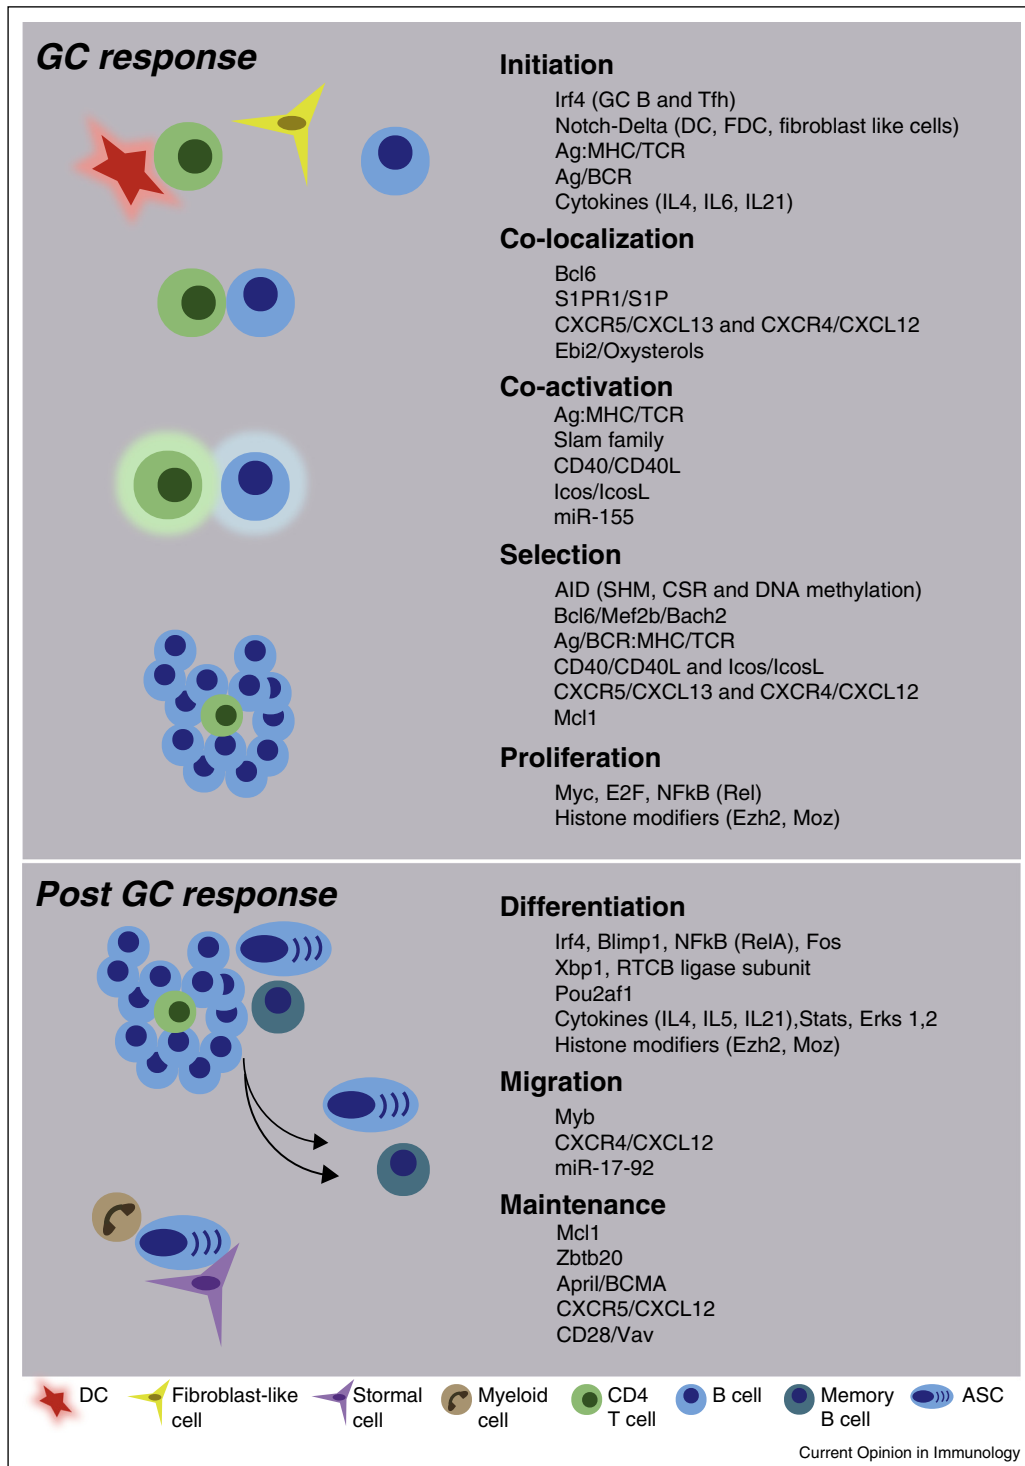 GC response
Initiation
Irf4 (GC B and Tfh)
Notch-Delta (DC, FDC, fibroblast like cells)
Ag:MHC/TCR
Ag/BCR
Cytokines (IL4, IL6, IL21)
Co-localization
Bcl6
S1PR1/S1P
CXCR5/CXCL13 and CXCR4/CXCL12
Ebi2/Oxysterols
Co-activation
Ag:MHC/TCR
Slam family
CD40/CD40L
Icos/IcosL
miR-155
Selection
AID (SHM, CSR and DNA methylation)
Bcl6/Mef2b/Bach2
Ag/BCR:MHC/TCR
CD40/CD40L and Icos/IcosL
CXCR5/CXCL13 and CXCR4/CXCL12
Mcl1
Proliferation
Myc, E2F, NFkB (Rel)
Histone modifiers (Ezh2, Moz)
Post GC response
Differentiation
Irf4, Blimp1, NFkB (RelA), Fos
Xbp1, RTCB ligase subunit
Pou2af1
Cytokines (IL4, IL5, IL21),Stats, Erks 1,2
Histone modifiers (Ezh2, Moz)
Migration
Myb
CXCR4/CXCL12
miR-17-92
Maintenance
Mcl1
Zbtb20
April/BCMA
CXCR5/CXCL12
CD28/Vav
DC
Fibroblast-like
cell
Stormal
cell
Myeloid
cell
CD4
T cell
B cell
Memory
B cell
ASC
Current Opinion in Immunology